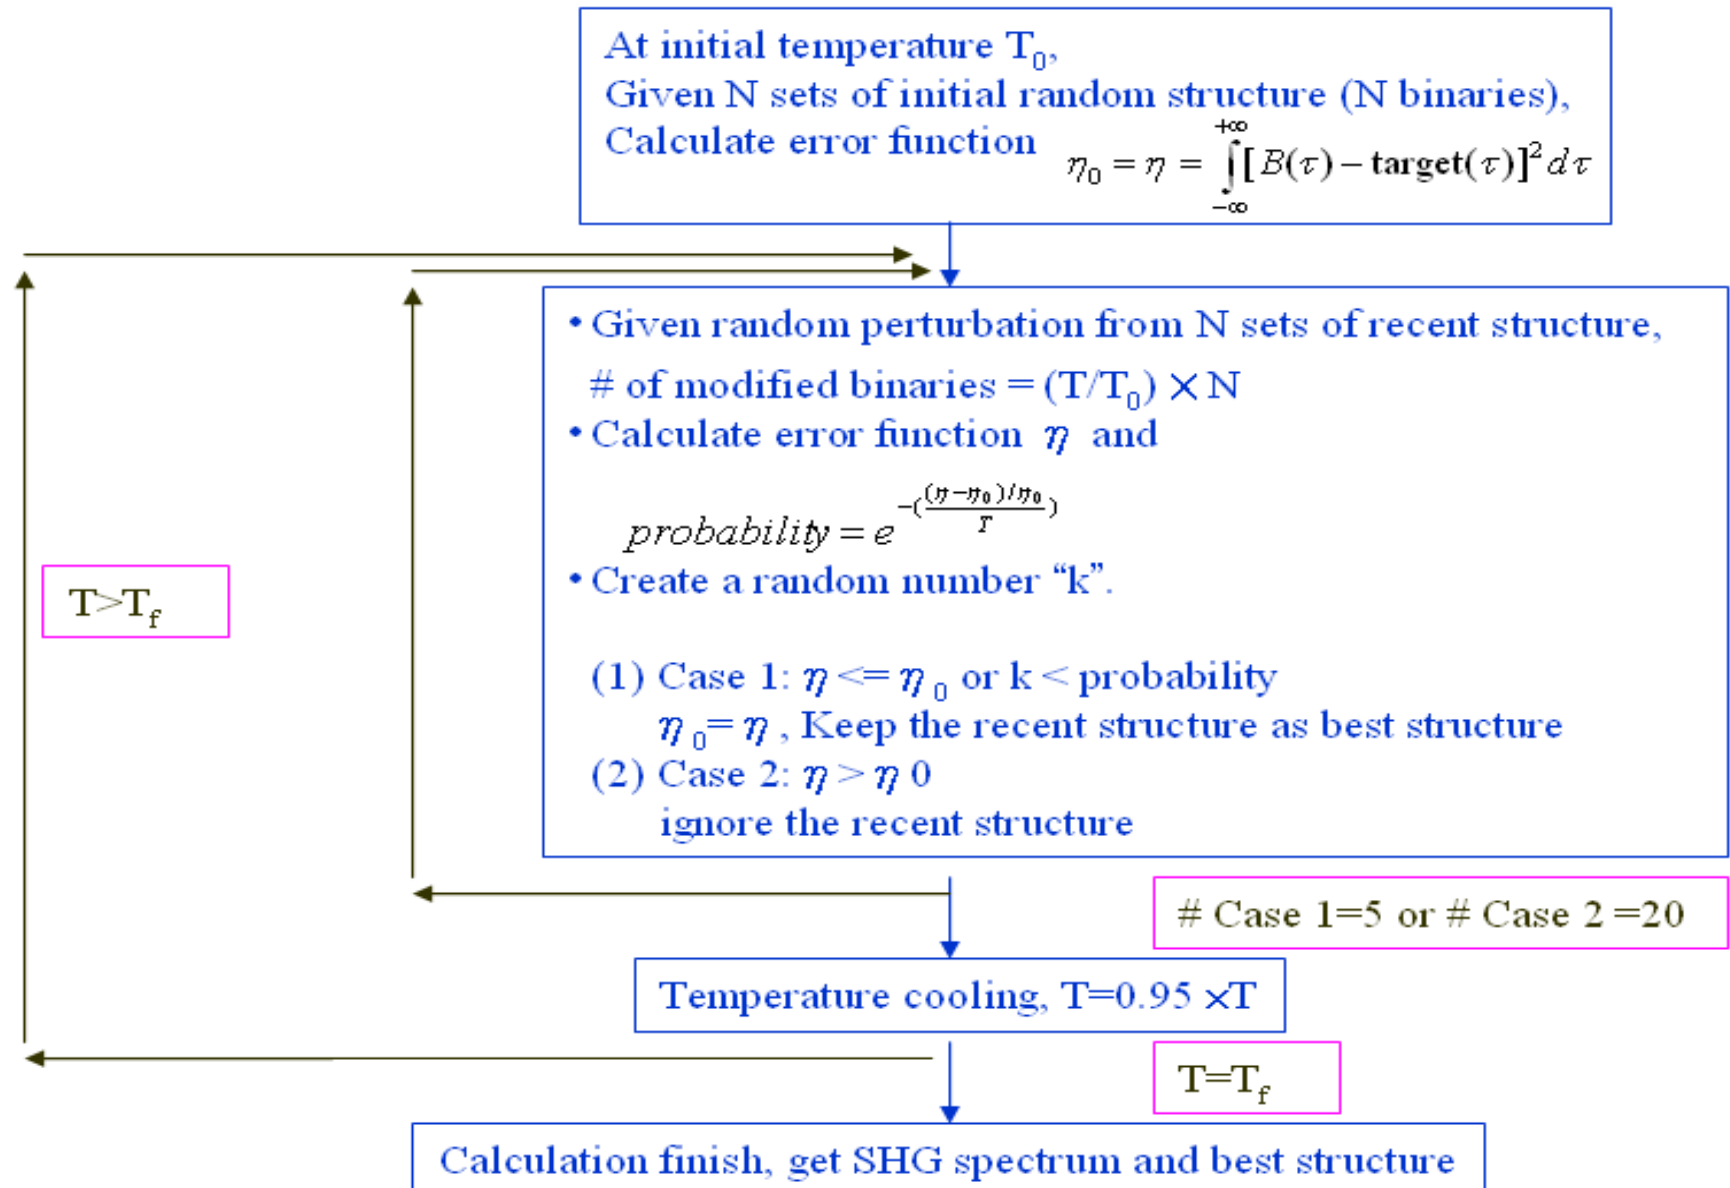 At initial temperature T₀,
Given N sets of initial random structure (N binaries),
Calculate error function η₀ = η = ∫₋∞⁺∞ [B(τ) − target(τ)]² dτ
• Given random perturbation from N sets of recent structure,
# of modified binaries = (T/T₀) × N
• Calculate error function η and
probability = e^−(((η−η₀)/η₀)/T)
• Create a random number “k”.
T>T_f
(1) Case 1: η <= η₀ or k < probability
η₀= η , Keep the recent structure as best structure
(2) Case 2: η > η 0
ignore the recent structure
# Case 1=5 or # Case 2 =20
Temperature cooling, T=0.95 ×T
T=T_f
Calculation finish, get SHG spectrum and best structure